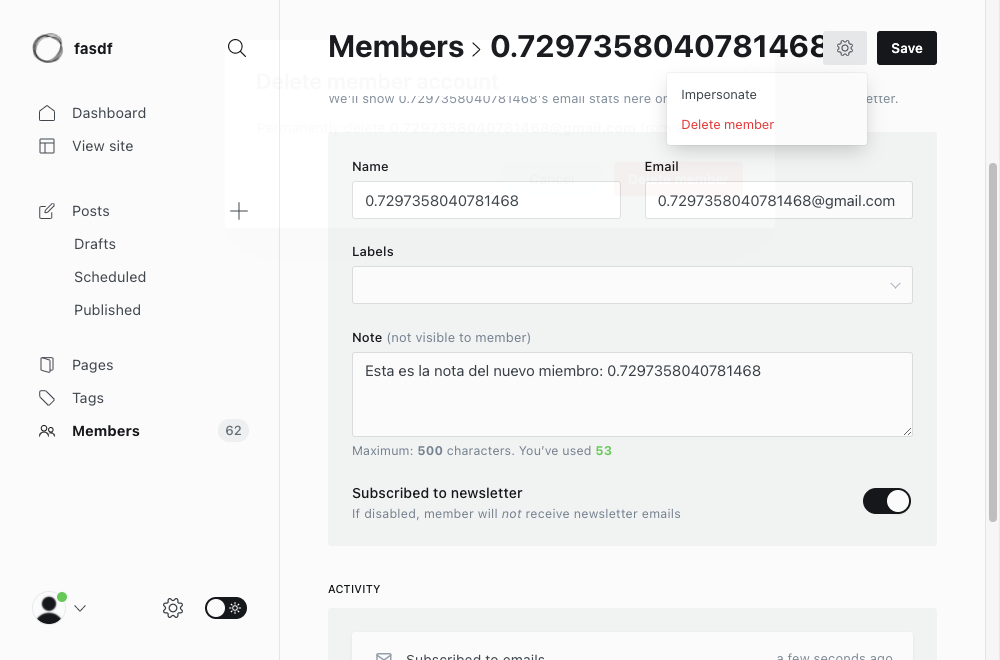 fasdf
Members > 0.7297358040781468
Save
Delete member account
We'll show 0.7297358040781468's email stats here or
etter.
Impersonate
Delete member
Dashboard
View site
Posts
Drafts
Scheduled
Published
Pages
Tags
Members 62
Name
0.7297358040781468
Email
0.7297358040781468@gmail.com
Labels
Note (not visible to member)
Esta es la nota del nuevo miembro: 0.7297358040781468
Maximum: 500 characters. You've used 53
Subscribed to newsletter
If disabled, member will not receive newsletter emails
ACTIVITY
Subscribed to emails
a few seconds ago